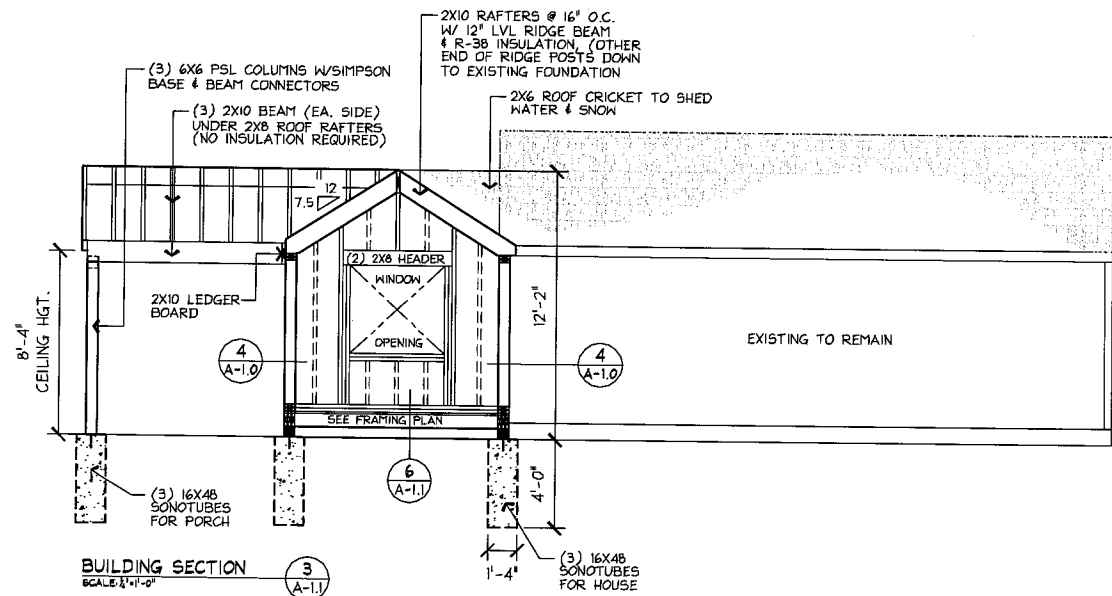 2X10 RAFTERS @ 16" O.C.
W/ 12" LVL RIDGE BEAM
& R-38 INSULATION, (OTHER
END OF RIDGE POSTS DOWN
TO EXISTING FOUNDATION
(3) 6X6 PSL COLUMNS W/SIMPSON
BASE & BEAM CONNECTORS
2X6 ROOF CRICKET TO SHED
WATER & SNOW
(3) 2X10 BEAM (EA. SIDE)
UNDER 2X8 ROOF RAFTERS
(NO INSULATION REQUIRED)
12
7.5
(2) 2X8 HEADER
WINDOW
OPENING
2X10 LEDGER
BOARD
8'-4"
CEILING HGT.
12'-2"
EXISTING TO REMAIN
4
A-1.0
4
A-1.0
SEE FRAMING PLAN
6
A-1.1
4'-0"
(3) 16X48
SONOTUBES
FOR PORCH
1'-4"
(3) 16X48
SONOTUBES
FOR HOUSE
BUILDING SECTION
SCALE: ¼"=1'-0"
3
A-1.1